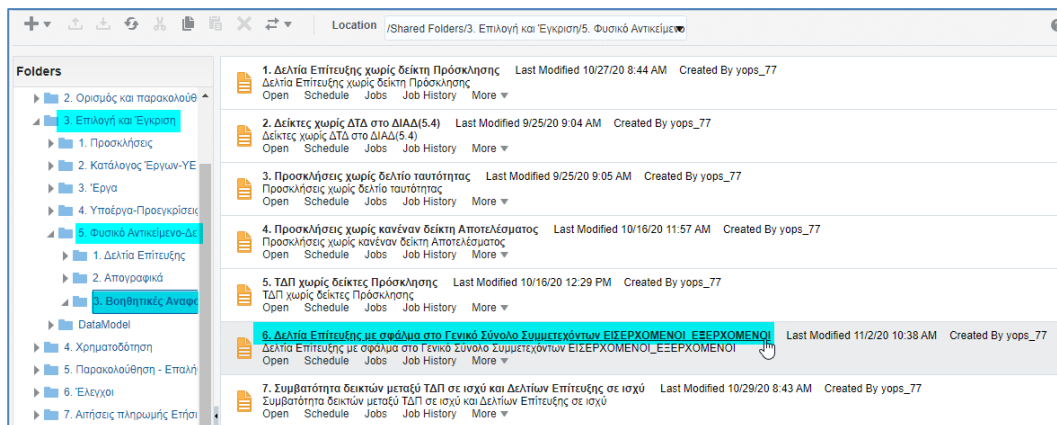 Location /Shared Folders/3. Επιλογή και Έγκριση/5. Φυσικό Αντικείμενο
Folders
2. Ορισμός και παρακολούθ
3. Επιλογή και Έγκριση
1. Προσκλήσεις
2. Κατάλογος Έργων-ΥΕ
3. Έργα
4. Υποέργα-Προεγκρίσεις
5. Φυσικό Αντικείμενο-Δε
1. Δελτία Επίτευξης
2. Απογραφικά
3. Βοηθητικές Αναφο
DataModel
4. Χρηματοδότηση
5. Παρακολούθηση - Επαλή
6. Έλεγχοι
7. Αιτήσεις πληρωμής Ετήσι
1. Δελτία Επίτευξης χωρίς δείκτη Πρόσκλησης Last Modified 10/27/20 8:44 AM Created By yops_77
Δελτία Επίτευξης χωρίς δείκτη Πρόσκλησης
Open Schedule Jobs Job History More
2. Δείκτες χωρίς ΔΤΔ στο ΔΙΑΔ(5.4) Last Modified 9/25/20 9:04 AM Created By yops_77
Δείκτες χωρίς ΔΤΔ στο ΔΙΑΔ(5.4)
Open Schedule Jobs Job History More
3. Προσκλήσεις χωρίς δελτίο ταυτότητας Last Modified 9/25/20 9:05 AM Created By yops_77
Προσκλήσεις χωρίς δελτίο ταυτότητας
Open Schedule Jobs Job History More
4. Προσκλήσεις χωρίς κανέναν δείκτη Αποτελέσματος Last Modified 10/16/20 11:57 AM Created By yops_77
Προσκλήσεις χωρίς κανέναν δείκτη Αποτελέσματος
Open Schedule Jobs Job History More
5. ΤΔΠ χωρίς δείκτες Πρόσκλησης Last Modified 10/16/20 12:29 PM Created By yops_77
ΤΔΠ χωρίς δείκτες Πρόσκλησης
Open Schedule Jobs Job History More
6. Δελτία Επίτευξης με σφάλμα στο Γενικό Σύνολο Συμμετεχόντων ΕΙΣΕΡΧΟΜΕΝΟΙ_ΕΞΕΡΧΟΜΕΝΟΙ Last Modified 11/2/20 10:38 AM Created By yops_77
Δελτία Επίτευξης με σφάλμα στο Γενικό Σύνολο Συμμετεχόντων ΕΙΣΕΡΧΟΜΕΝΟΙ_ΕΞΕΡΧΟΜΕΝΟΙ
Open Schedule Jobs Job History More
7. Συμβατότητα δεικτών μεταξύ ΤΔΠ σε ισχύ και Δελτίων Επίτευξης σε ισχύ Last Modified 10/29/20 8:43 AM Created By yops_77
Συμβατότητα δεικτών μεταξύ ΤΔΠ σε ισχύ και Δελτίων Επίτευξης σε ισχύ
Open Schedule Jobs Job History More